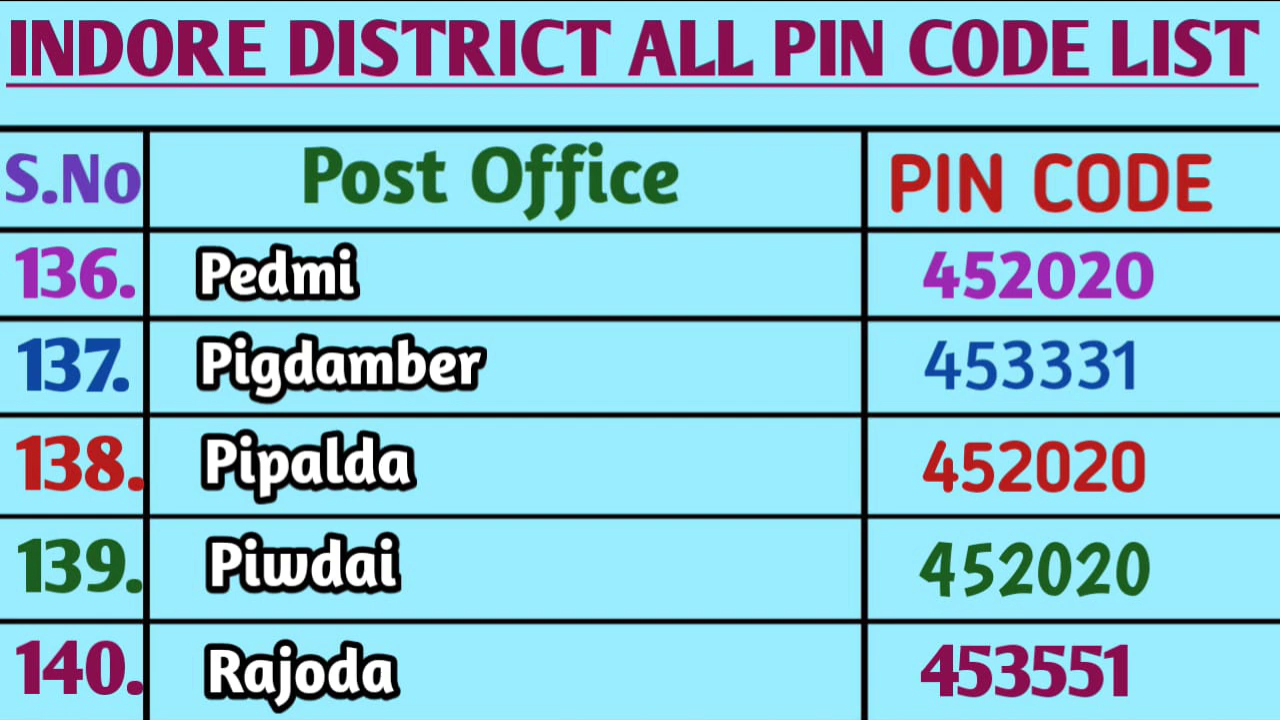 INDORE DISTRICT ALL PIN CODE LIST
S.No Post Office PIN CODE
136. Pedmi 452020
137. Pigdamber 453331
138. Pipalda 452020
139. Piwdai 452020
140. Rajoda 453551